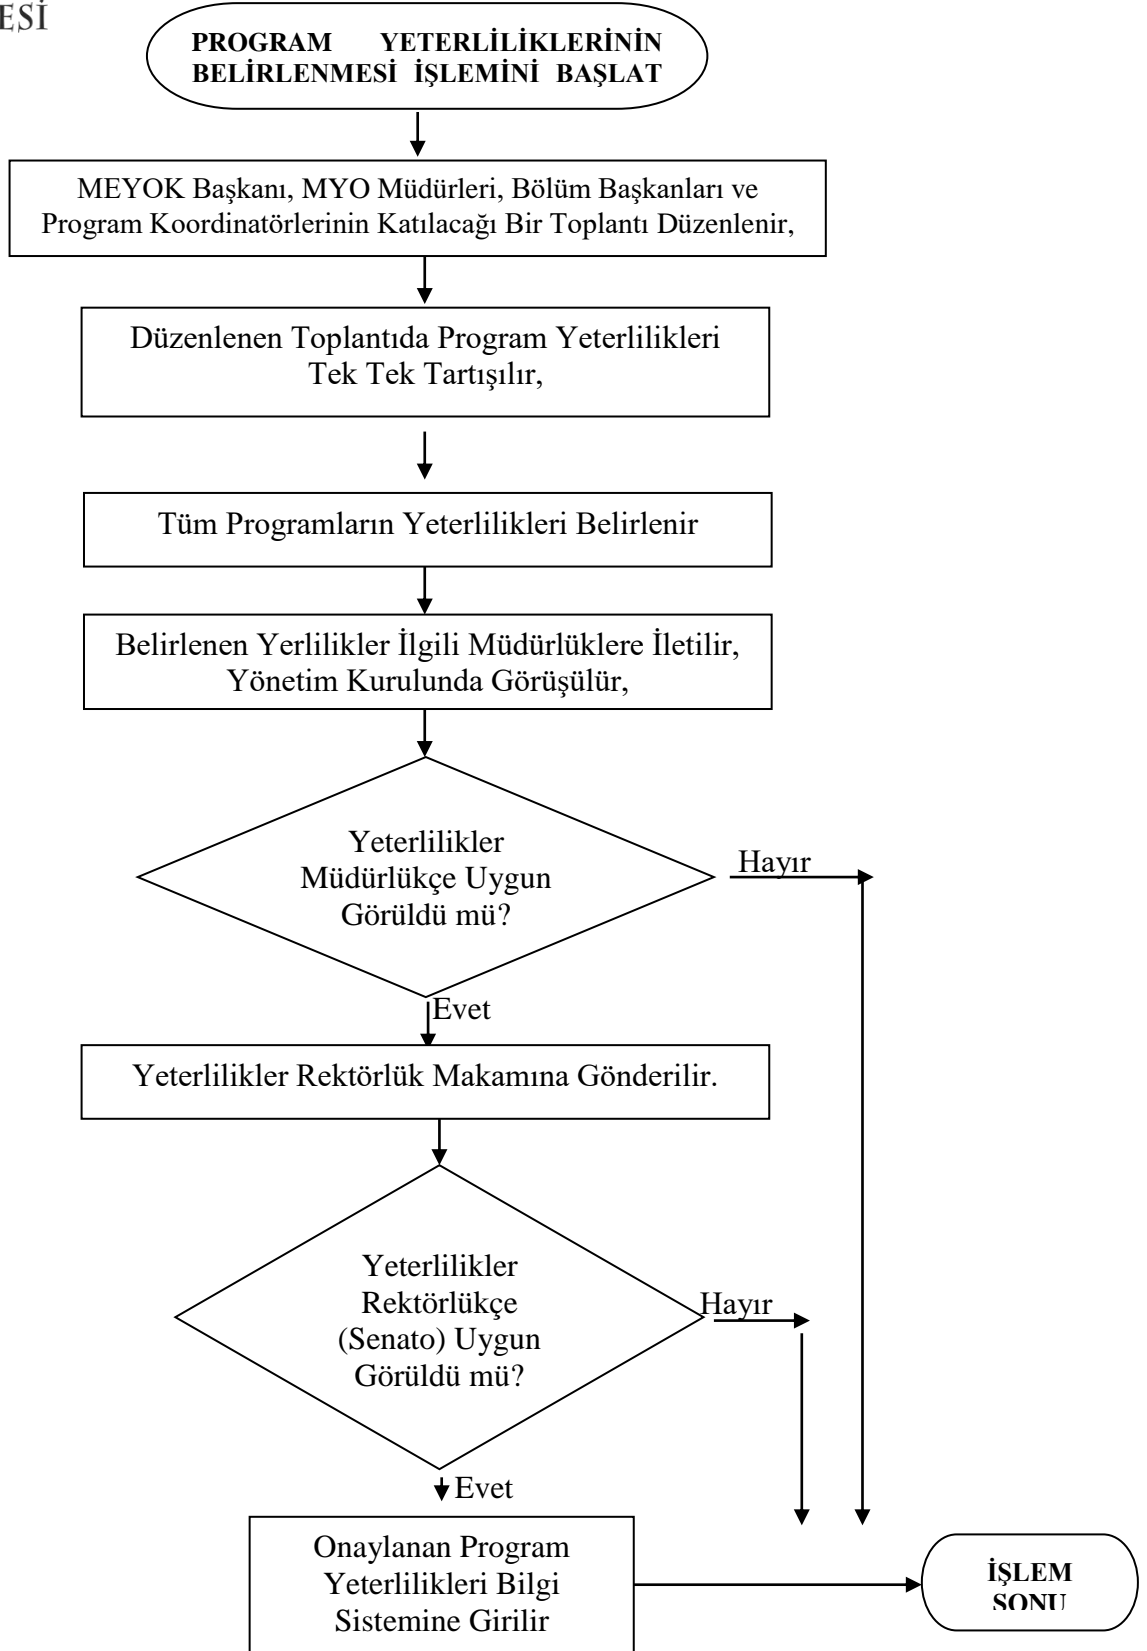 ESİ
PROGRAM YETERLİLİKLERİNİN
BELİRLENMESİ İŞLEMİNİ BAŞLAT
MEYOK Başkanı, MYO Müdürleri, Bölüm Başkanları ve
Program Koordinatörlerinin Katılacağı Bir Toplantı Düzenlenir,
Düzenlenen Toplantıda Program Yeterlilikleri
Tek Tek Tartışılır,
Tüm Programların Yeterlilikleri Belirlenir
Belirlenen Yerlilikler İlgili Müdürlüklere İletilir,
Yönetim Kurulunda Görüşülür,
Yeterlilikler
Müdürlükçe Uygun
Görüldü mü?
Hayır
Evet
Yeterlilikler Rektörlük Makamına Gönderilir.
Yeterlilikler
Rektörlükçe
(Senato) Uygun
Görüldü mü?
Hayır
Evet
Onaylanan Program
Yeterlilikleri Bilgi
Sistemine Girilir
İŞLEM
SONU